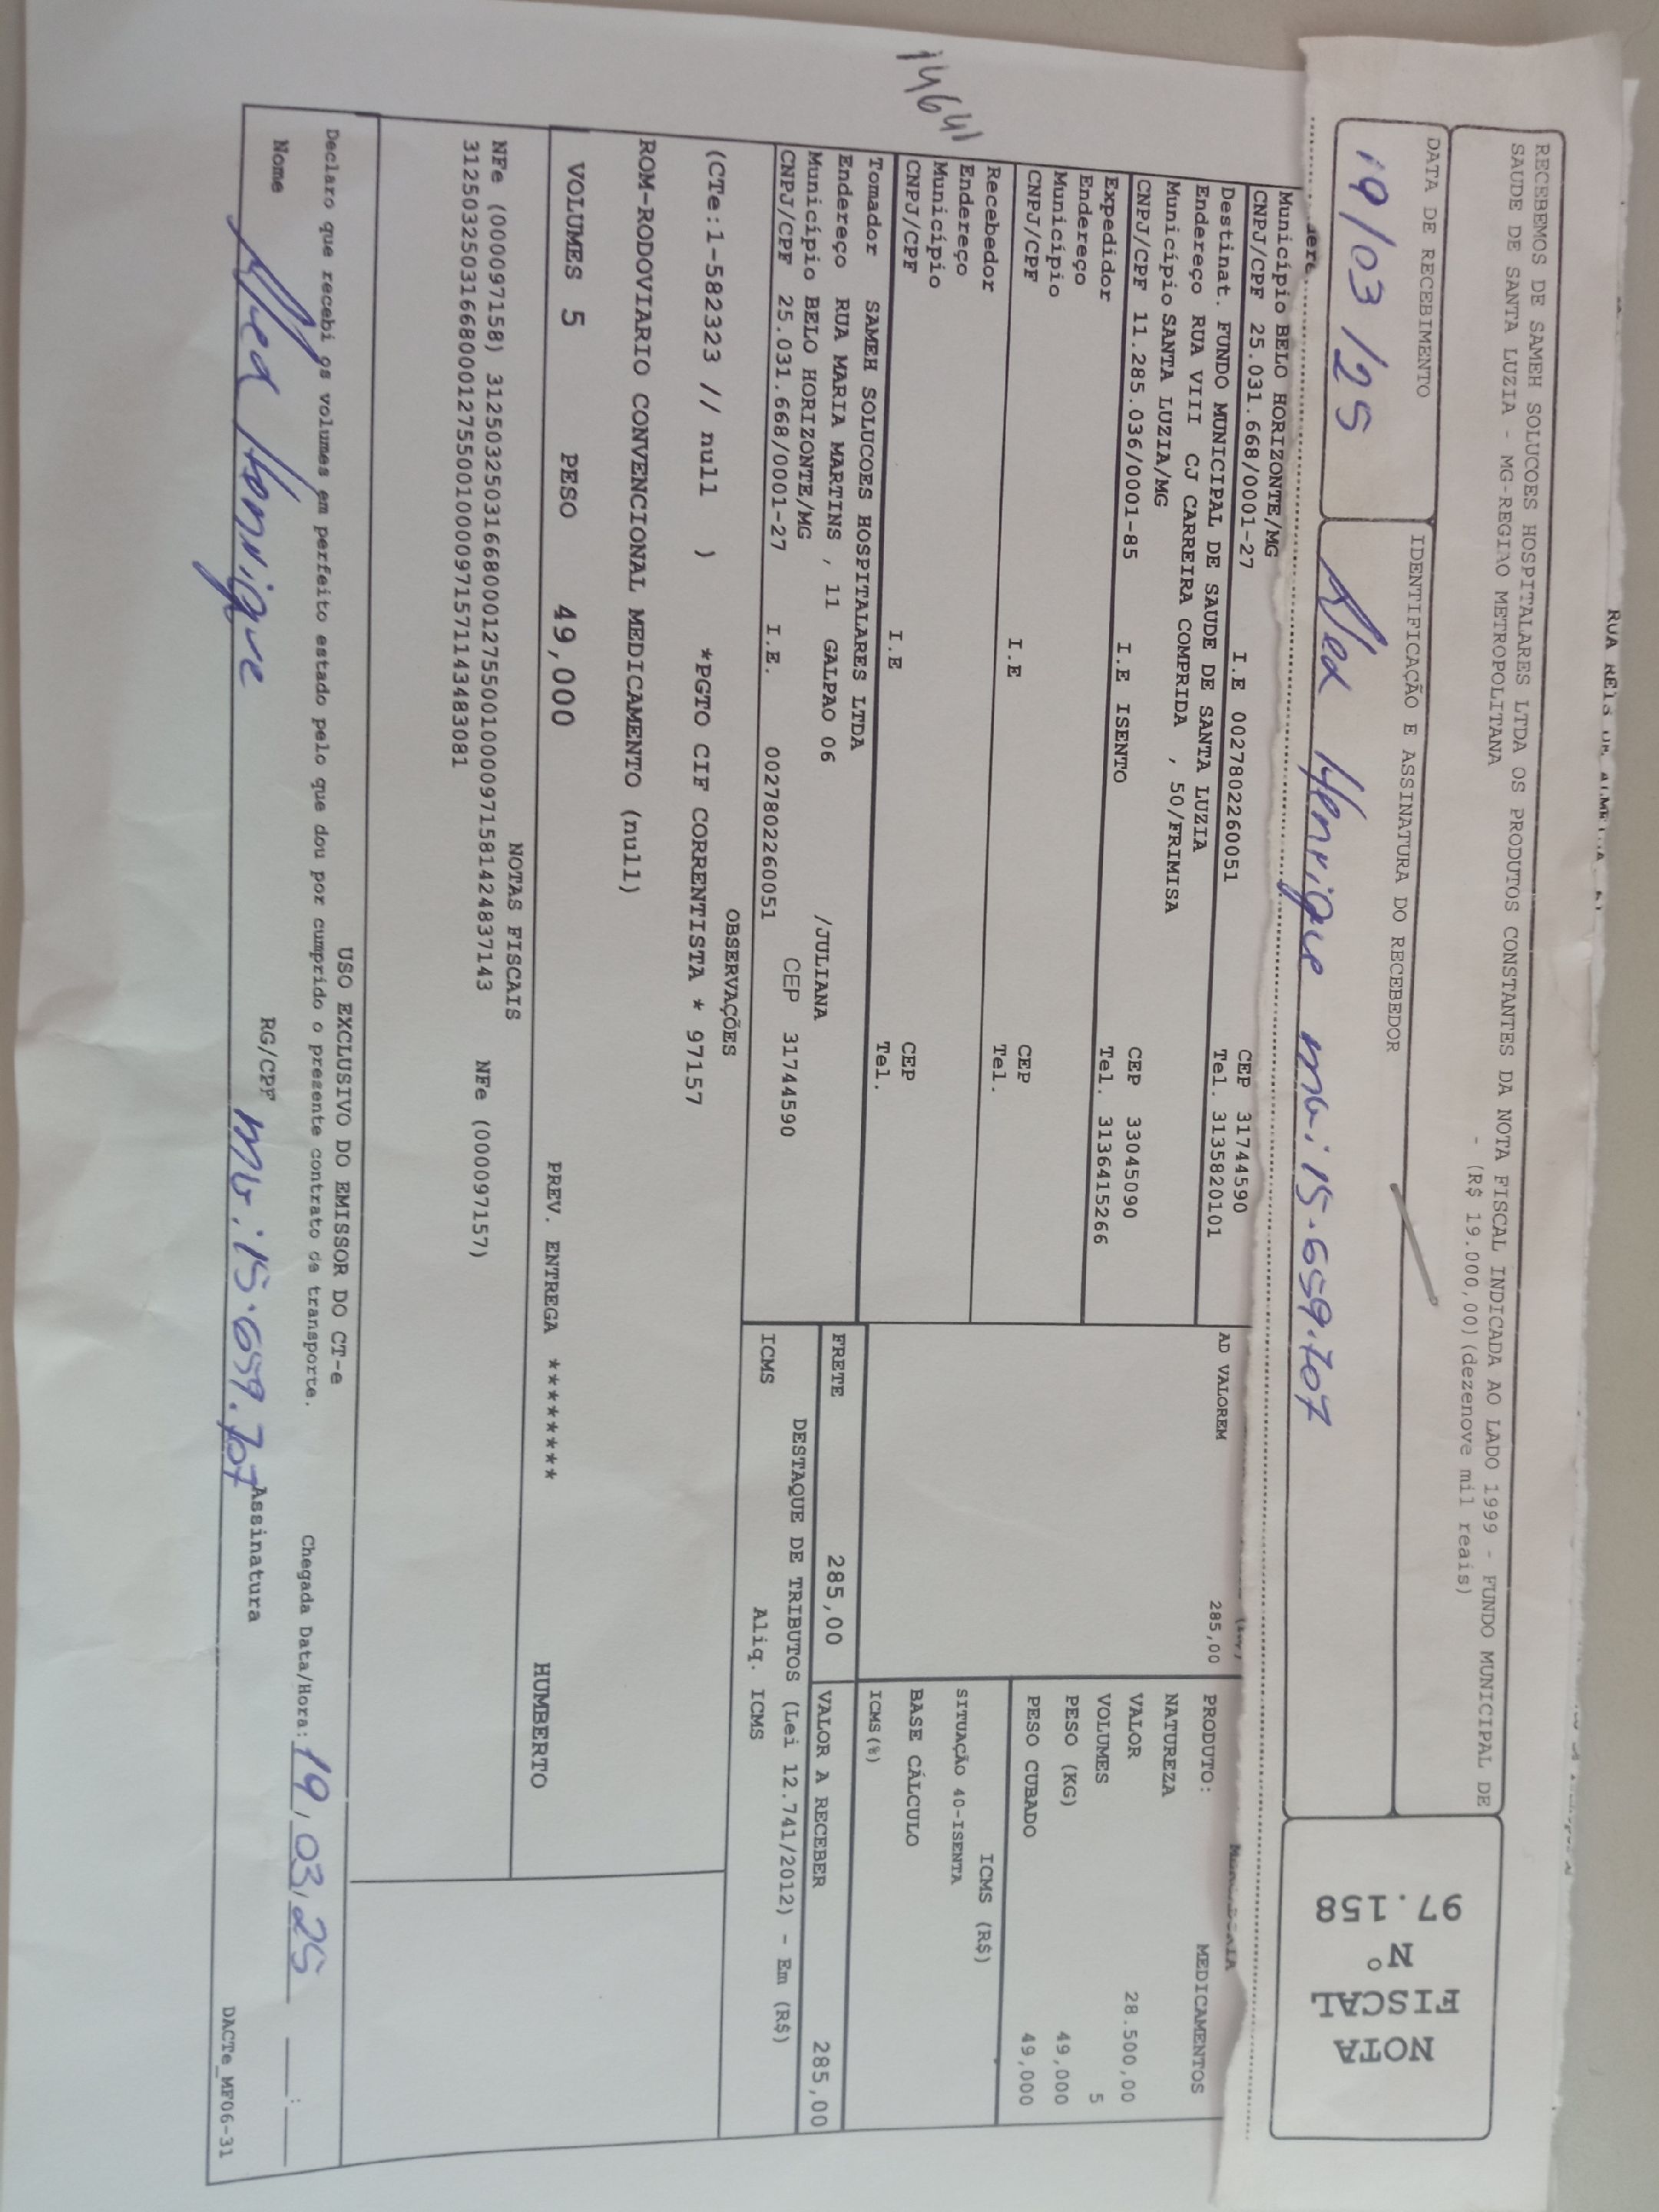 RECEBEMOS DE SAMEH SOLUCOES HOSPITALARES LTDA OS PRODUTOS CONSTANTES DA NOTA FISCAL INDICADA AO LADO 1999 - FUNDO MUNICIPAL DE
SAUDE DE SANTA LUZIA - MG-REGIAO METROPOLITANA - (R$ 19.000,00)(dezenove mil reais)
NOTA
FISCAL
Nº
97.158
DATA DE RECEBIMENTO
19/03/25
IDENTIFICAÇÃO E ASSINATURA DO RECEBEDOR
Henrique MG: 15.659.707
Município BELO HORIZONTE/MG
CEP 31744590
CNPJ/CPF 25.031.668/0001-27 I.E 0027802260051 Tel. 3135820101
Destinat. FUNDO MUNICIPAL DE SAUDE DE SANTA LUZIA
Endereço RUA VIII CJ CARREIRA COMPRIDA , 50/FRIMISA
Município SANTA LUZIA/MG CEP 33045090
CNPJ/CPF 11.285.036/0001-85 I.E ISENTO Tel. 3136415266
Expedidor
Endereço
Município CEP
CNPJ/CPF I.E Tel.
Recebedor
Endereço
Município CEP
CNPJ/CPF I.E Tel.
AD VALOREM 285,00
PRODUTO: MEDICAMENTOS
NATUREZA
VALOR 28.500,00
VOLUMES 5
PESO (KG) 49,000
PESO CUBADO 49,000
ICMS (R$)
SITUAÇÃO 40-ISENTA
BASE CÁLCULO
ICMS(%)
14641
Tomador SAMEH SOLUCOES HOSPITALARES LTDA
Endereço RUA MARIA MARTINS , 11 GALPAO 06 /JULIANA
Município BELO HORIZONTE/MG CEP 31744590
CNPJ/CPF 25.031.668/0001-27 I.E. 0027802260051
FRETE 285,00 VALOR A RECEBER 285,00
DESTAQUE DE TRIBUTOS (Lei 12.741/2012) - Em (R$)
ICMS Aliq. ICMS
OBSERVAÇÕES
(CTe:1-582323 // null ) *PGTO CIF CORRENTISTA * 97157
ROM-RODOVIARIO CONVENCIONAL MEDICAMENTO (null)
VOLUMES 5 PESO 49,000 PREV. ENTREGA ******** HUMBERTO
NOTAS FISCAIS
NFe (000097158) 31250325031668000127550010000971581424837143 NFe (000097157)
31250325031668000127550010000971571143483081
USO EXCLUSIVO DO EMISSOR DO CT-e
Declaro que recebi os volumes em perfeito estado pelo que dou por cumprido o presente contrato de transporte.
Chegada Data/Hora: 19/03/25 __:__
Nome Henrique RG/CPF MG: 15.659.707 Assinatura
DACTe_MF06-31